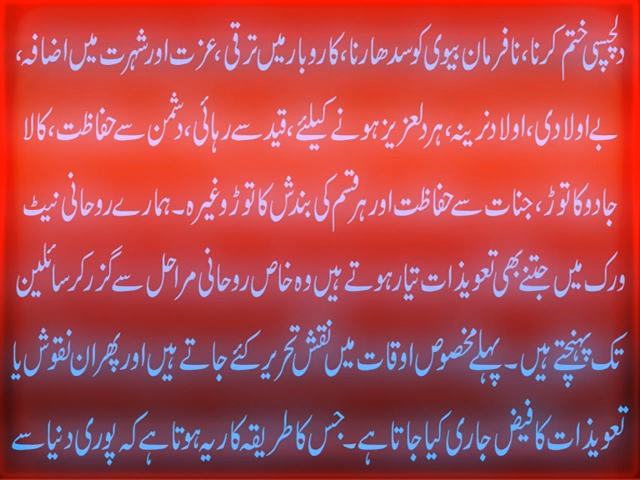 دلچسپی ختم کرنا، نافرمان بیوی کو سدھارنا، کاروبار میں ترقی، عزت اور شہرت میں اضافہ،
بے اولادی، اولاد نرینہ، ہر دلعزیز ہونے کیلئے، قید سے رہائی، دشمن سے حفاظت، کالا
جادو کا توڑ، جنات سے حفاظت اور ہر قسم کی بندش کا توڑ وغیرہ۔ ہمارے روحانی نیٹ
ورک میں جتنے بھی تعویذات تیار ہوتے ہیں وہ خاص روحانی مراحل سے گزر کر سائلین
تک پہنچتے ہیں۔ پہلے مخصوص اوقات میں نقش تحریر کئے جاتے ہیں اور پھر ان نقوش یا
تعویذات کا فیض جاری کیا جاتا ہے۔ جس کا طریقہ کار یہ ہوتا ہے کہ پوری دنیا سے